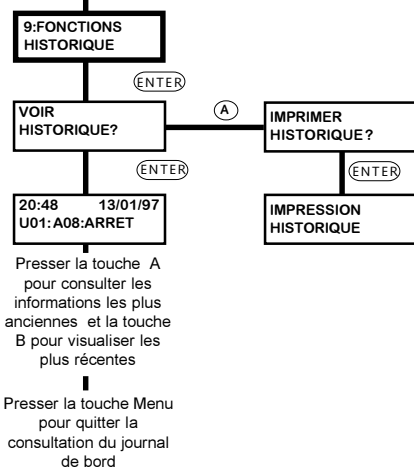 9:FONCTIONS
HISTORIQUE
ENTER
VOIR
HISTORIQUE?
A
IMPRIMER
HISTORIQUE?
ENTER
ENTER
20:48 13/01/97
U01:A08:ARRET
IMPRESSION
HISTORIQUE
Presser la touche A
pour consulter les
informations les plus
anciennes et la touche
B pour visualiser les
plus récentes
Presser la touche Menu
pour quitter la
consultation du journal
de bord